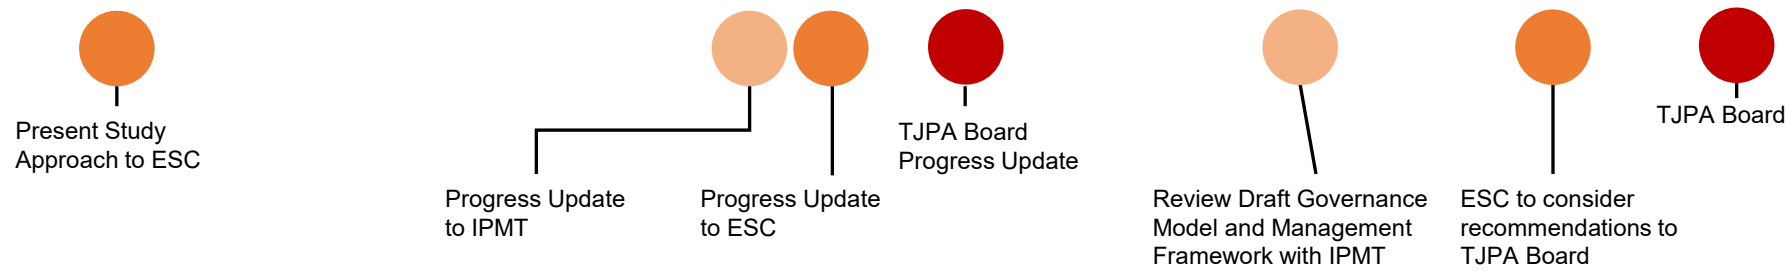 Present Study
Approach to ESC
Progress Update
to IPMT
Progress Update
to ESC
TJPA Board
Progress Update
Review Draft Governance
Model and Management
Framework with IPMT
ESC to consider
recommendations to
TJPA Board
TJPA Board